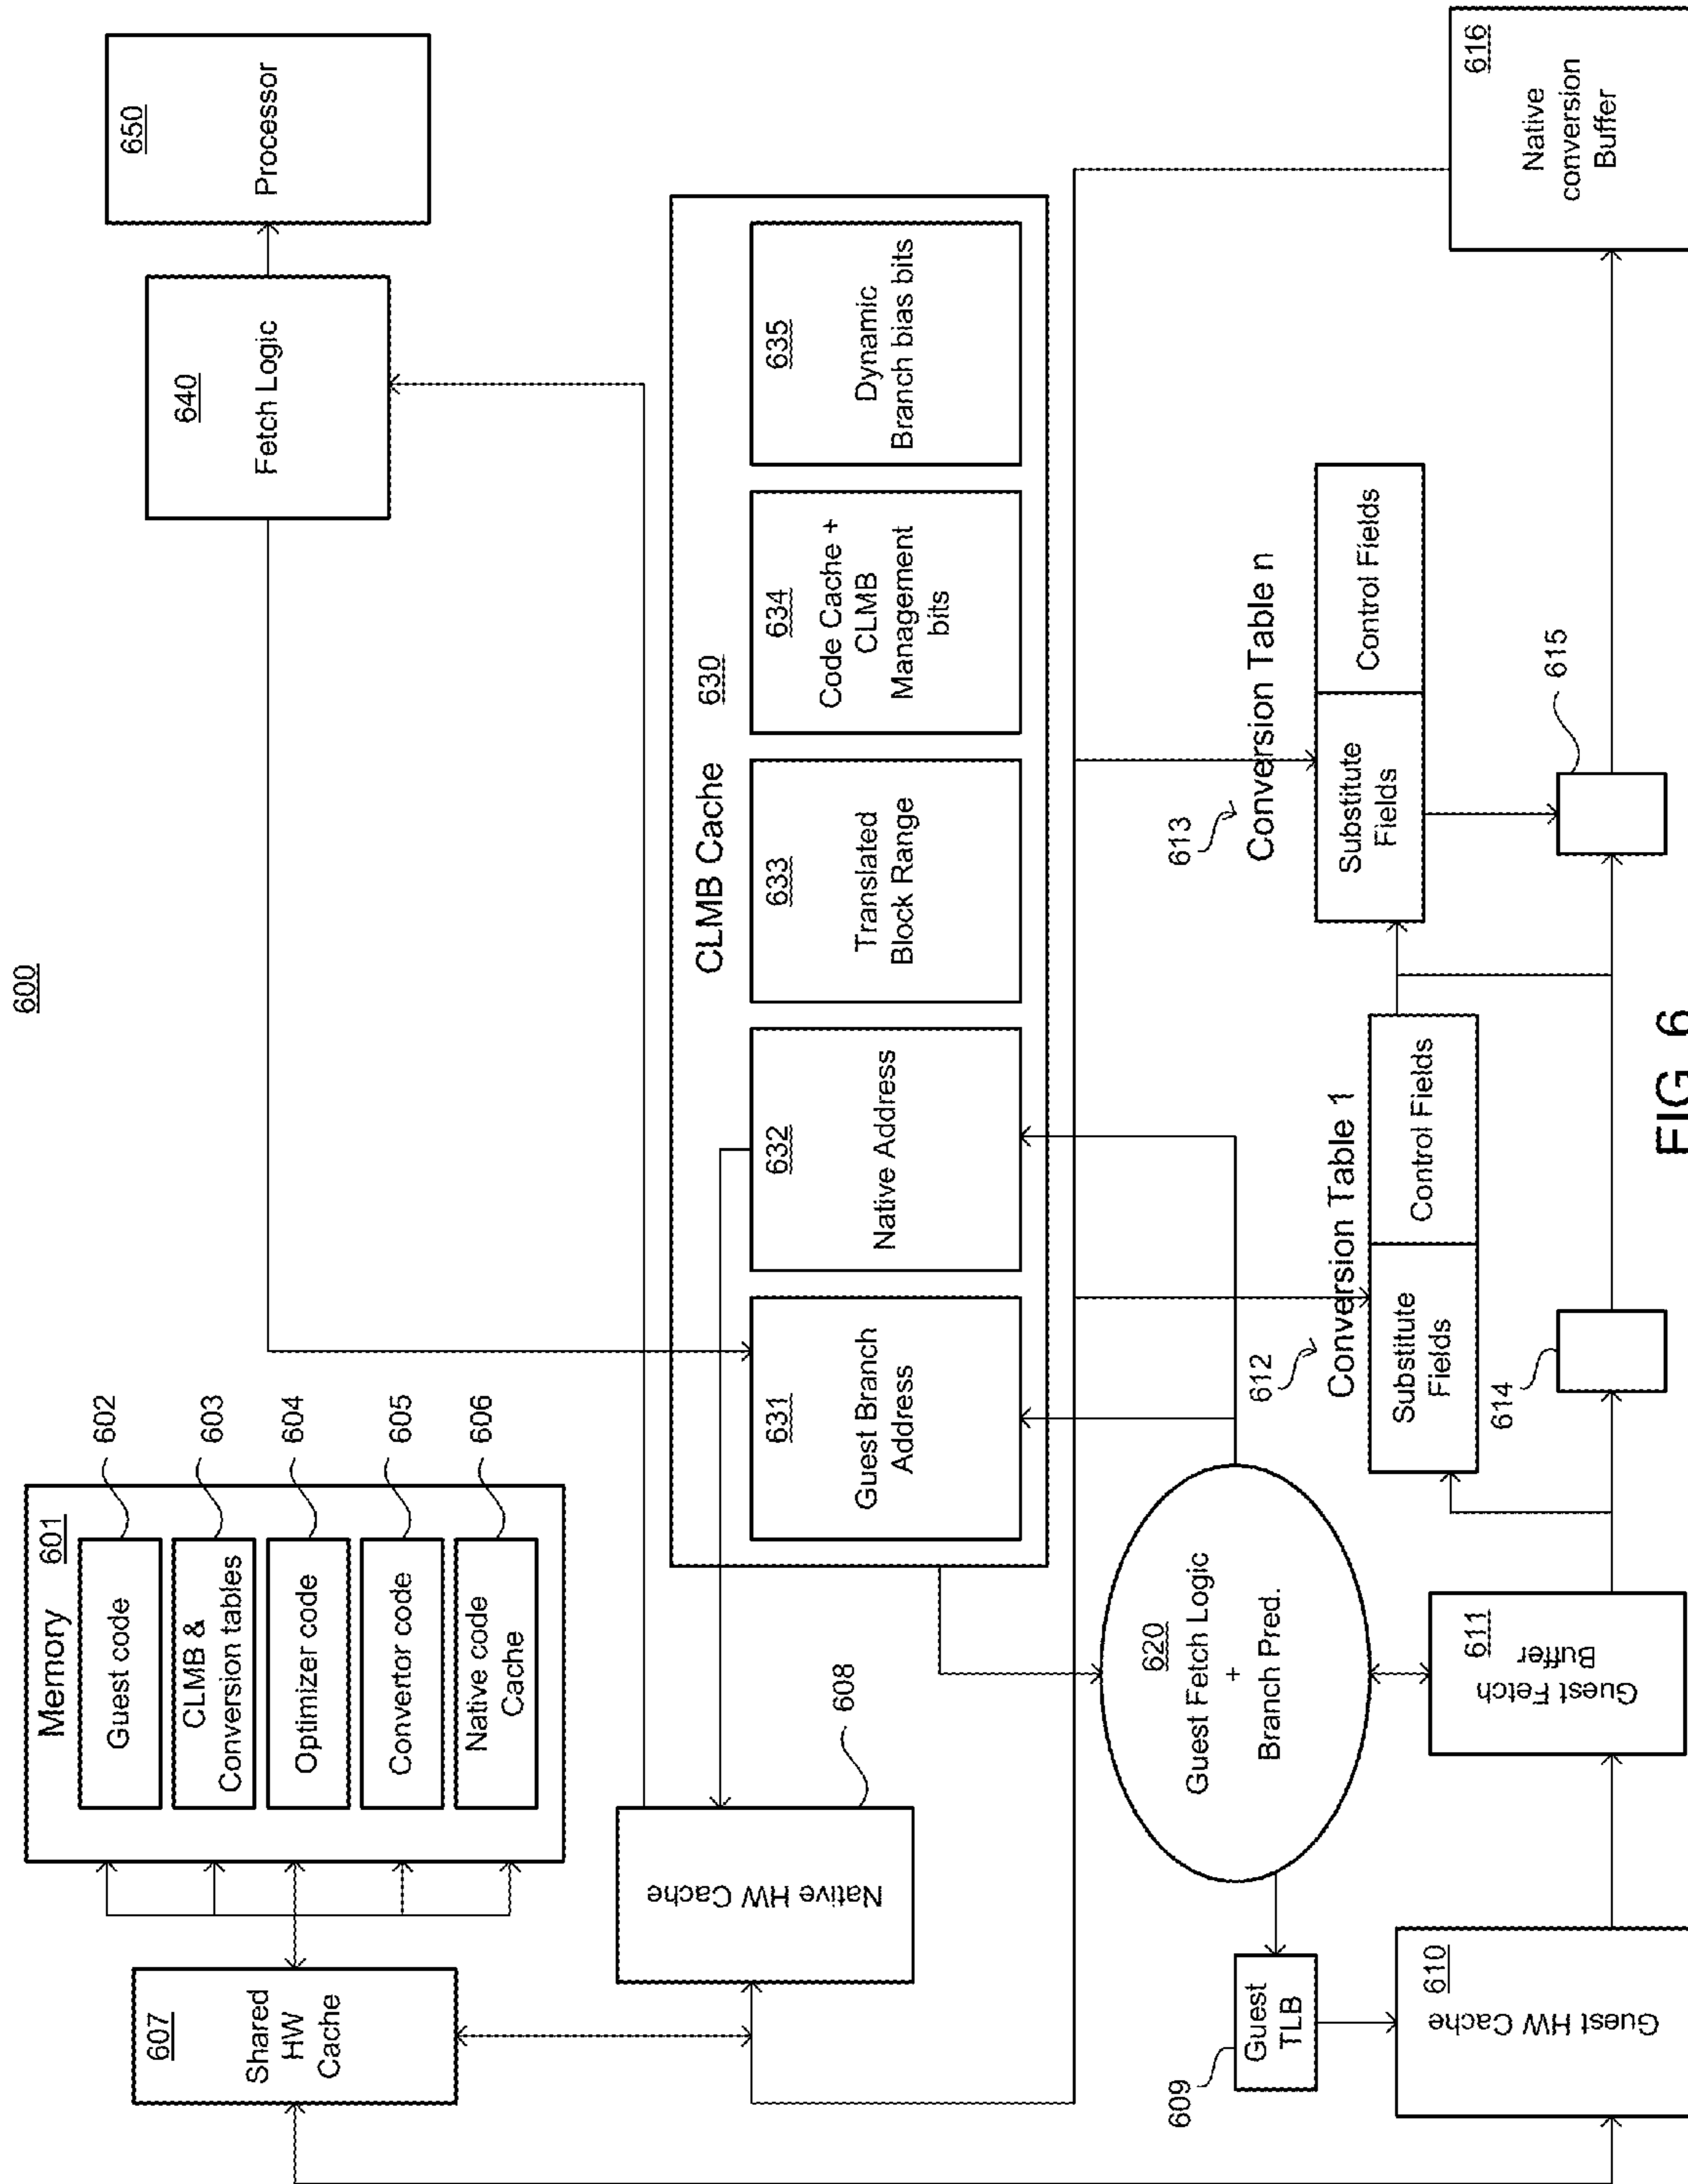 600
Memory
601
Guest code
602
CLMB &
Conversion tables
603
Optimizer code
604
Convertor code
605
Native code
Cache
606
607
Shared
HW
Cache
640
Fetch Logic
650
Processor
Native HW Cache
608
CLMB Cache
630
631
Guest Branch
Address
632
Native Address
633
Translated
Block Range
634
Code Cache +
CLMB
Management
bits
635
Dynamic
Branch bias bits
620
Guest Fetch Logic
+
Branch Pred.
609
Guest
TLB
610
Guest HW Cache
611
Guest Fetch
Buffer
612
Conversion Table 1
Substitute
Fields
Control Fields
614
613
Conversion Table n
Substitute
Fields
Control Fields
615
616
Native
conversion
Buffer
FIG. 6